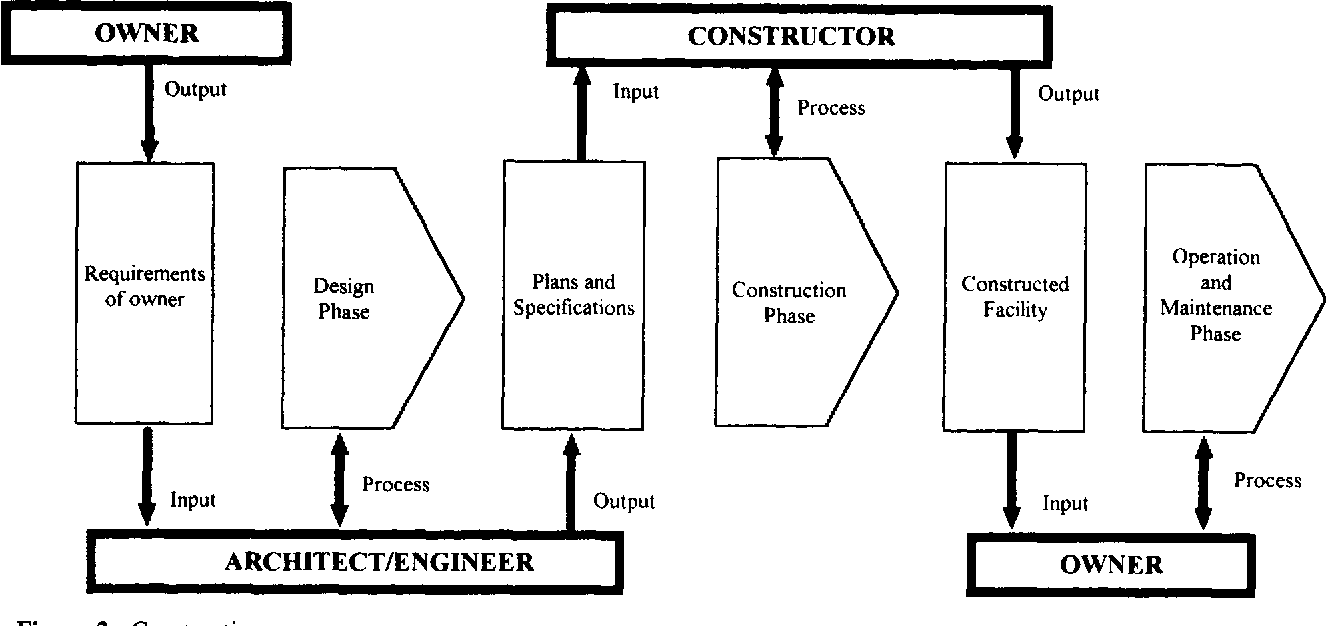 OWNER
CONSTRUCTOR
Output
Input
Process
Output
Requirements
of owner
Design
Phase
Plans and
Specifications
Construction
Phase
Constructed
Facility
Operation
and
Maintenance
Phase
Input
Process
Output
Input
Process
ARCHITECT/ENGINEER
OWNER